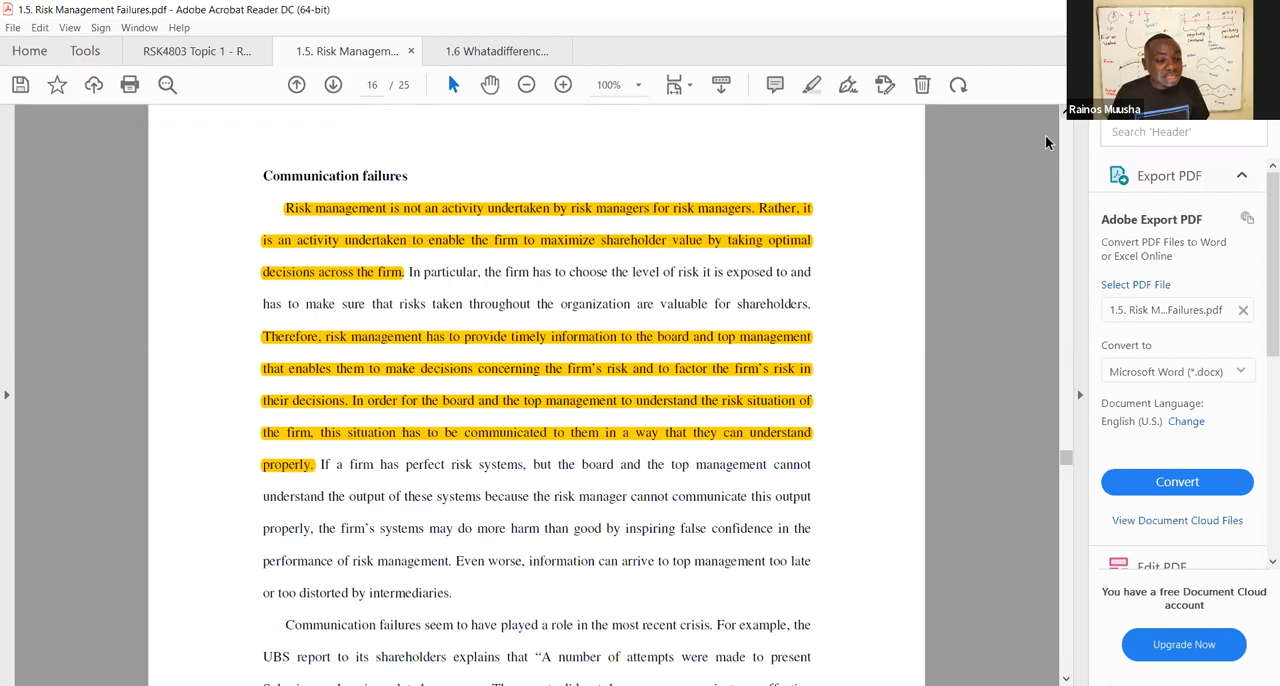 1.5. Risk Management Failures.pdf - Adobe Acrobat Reader DC (64-bit)
File Edit View Sign Window Help
Home Tools RSK4803 Topic 1 - R... 1.5. Risk Managem... × 1.6 Whatadifferenc...
16 / 25 100%
Rainos Muusha
Search 'Header'
Communication failures
Risk management is not an activity undertaken by risk managers for risk managers. Rather, it
is an activity undertaken to enable the firm to maximize shareholder value by taking optimal
decisions across the firm. In particular, the firm has to choose the level of risk it is exposed to and
has to make sure that risks taken throughout the organization are valuable for shareholders.
Therefore, risk management has to provide timely information to the board and top management
that enables them to make decisions concerning the firm's risk and to factor the firm's risk in
their decisions. In order for the board and the top management to understand the risk situation of
the firm, this situation has to be communicated to them in a way that they can understand
properly. If a firm has perfect risk systems, but the board and the top management cannot
understand the output of these systems because the risk manager cannot communicate this output
properly, the firm's systems may do more harm than good by inspiring false confidence in the
performance of risk management. Even worse, information can arrive to top management too late
or too distorted by intermediaries.
Communication failures seem to have played a role in the most recent crisis. For example, the
UBS report to its shareholders explains that “A number of attempts were made to present
Export PDF
Adobe Export PDF
Convert PDF Files to Word
or Excel Online
Select PDF File
1.5. Risk M...Failures.pdf
Convert to
Microsoft Word (*.docx)
Document Language:
English (U.S.) Change
Convert
View Document Cloud Files
Edit PDF
You have a free Document Cloud
account
Upgrade Now